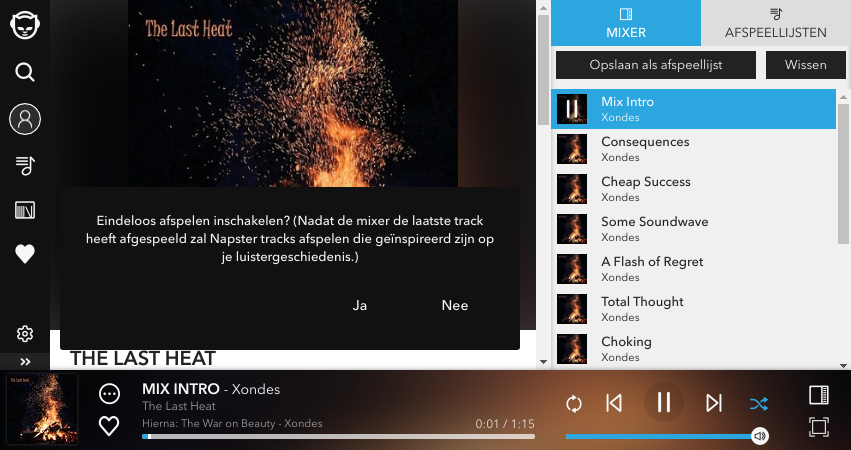 The Last Heat
Eindeloos afspelen inschakelen? (Nadat de mixer de laatste track
heeft afgespeeld zal Napster tracks afspelen die geïnspireerd zijn op
je luistergeschiedenis.)
Ja Nee
THE LAST HEAT
MIXER AFSPEELLIJSTEN
Opslaan als afspeellijst Wissen
Mix Intro
Xondes
Consequences
Xondes
Cheap Success
Xondes
Some Soundwave
Xondes
A Flash of Regret
Xondes
Total Thought
Xondes
Choking
Xondes
The Last Heat
MIX INTRO - Xondes
The Last Heat
Hierna: The War on Beauty - Xondes 0:01 / 1:15